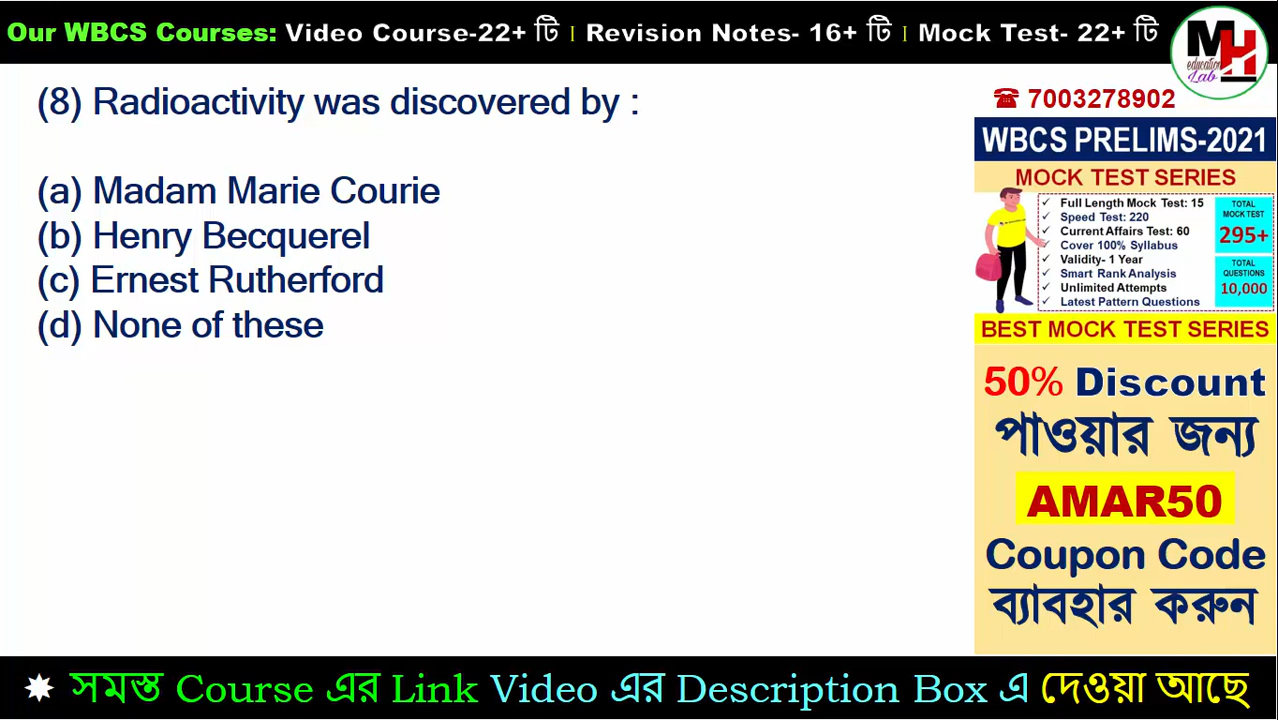 Our WBCS Courses: Video Course-22+ টি । Revision Notes- 16+ টি । Mock Test- 22+ টি
MH
education
Lab
☎ 7003278902
(8) Radioactivity was discovered by :
(a) Madam Marie Courie
(b) Henry Becquerel
(c) Ernest Rutherford
(d) None of these
WBCS PRELIMS-2021
MOCK TEST SERIES
✓ Full Length Mock Test: 15
✓ Speed Test: 220
✓ Current Affairs Test: 60
✓ Cover 100% Syllabus
✓ Validity- 1 Year
✓ Smart Rank Analysis
✓ Unlimited Attempts
✓ Latest Pattern Questions
TOTAL
MOCK TEST
295+
TOTAL
QUESTIONS
10,000
BEST MOCK TEST SERIES
50% Discount
পাওয়ার জন্য
AMAR50
Coupon Code
ব্যাবহার করুন
✸ সমস্ত Course এর Link Video এর Description Box এ দেওয়া আছে